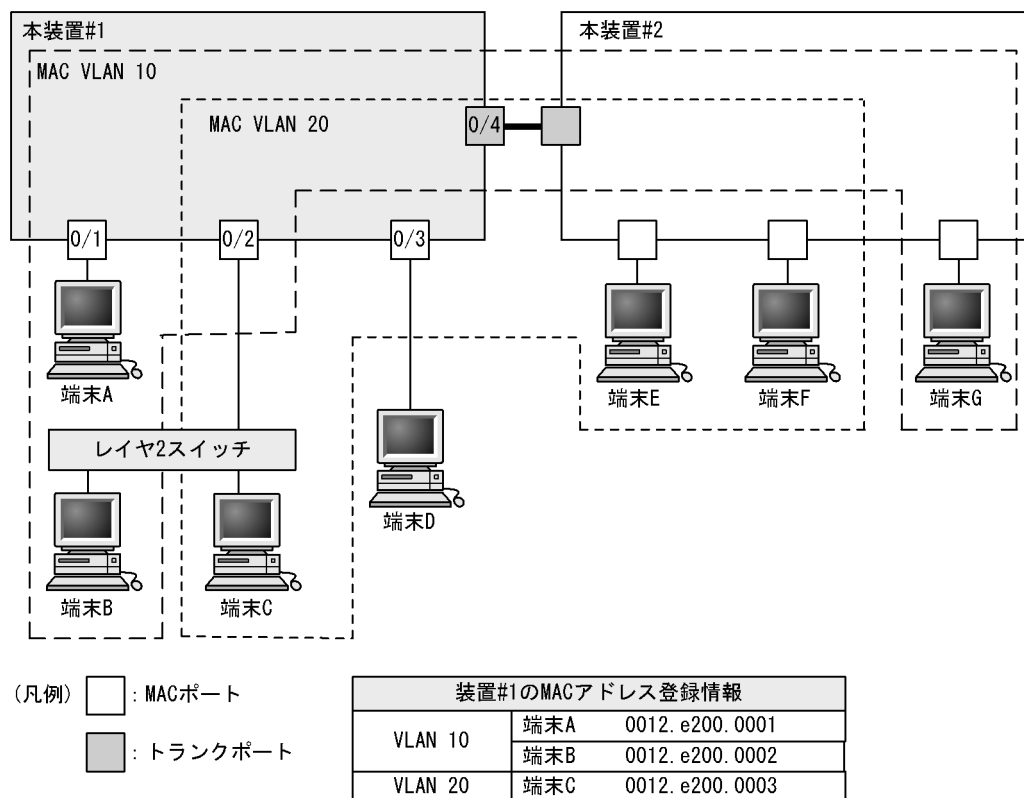 本装置#1
本装置#2
MAC VLAN 10
MAC VLAN 20
0/4
0/1
0/2
0/3
端末A
端末E
端末F
端末G
レイヤ2スイッチ
端末D
端末B
端末C
(凡例)
: MACポート
: トランクポート
装置#1のMACアドレス登録情報
VLAN 10
端末A 0012.e200.0001
端末B 0012.e200.0002
VLAN 20
端末C 0012.e200.0003